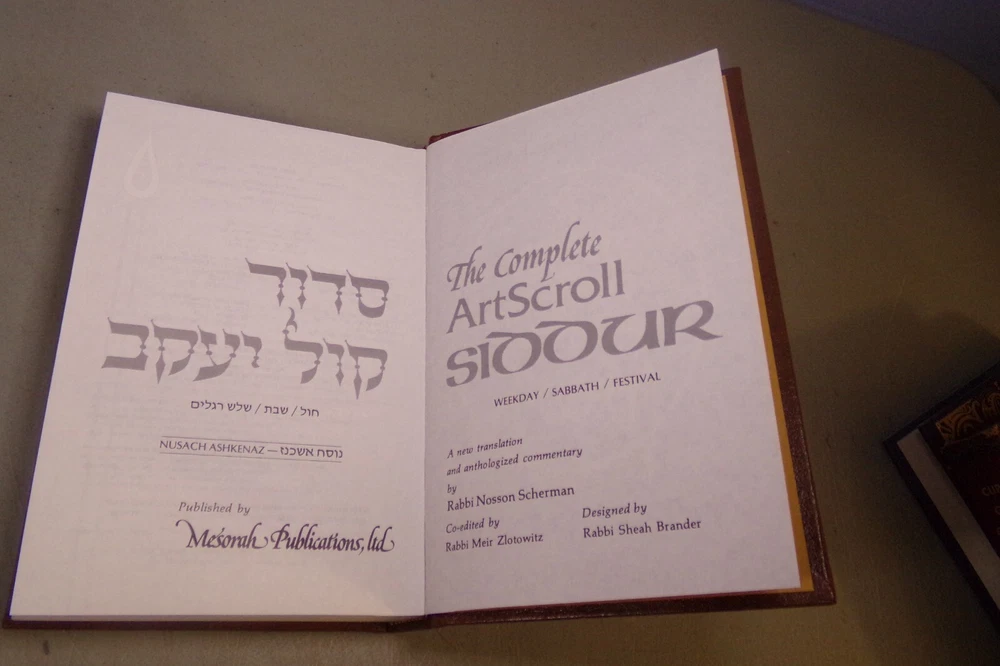 סדור
קול יעקב
חול / שבת / שלש רגלים
NUSACH ASHKENAZ — נוסח אשכנז
Published by
Mesorah Publications, ltd
The Complete
ArtScroll
SIDDUR
WEEKDAY / SABBATH / FESTIVAL
A new translation
and anthologized commentary
by
Rabbi Nosson Scherman
Co-edited by
Rabbi Meir Zlotowitz
Designed by
Rabbi Sheah Brander